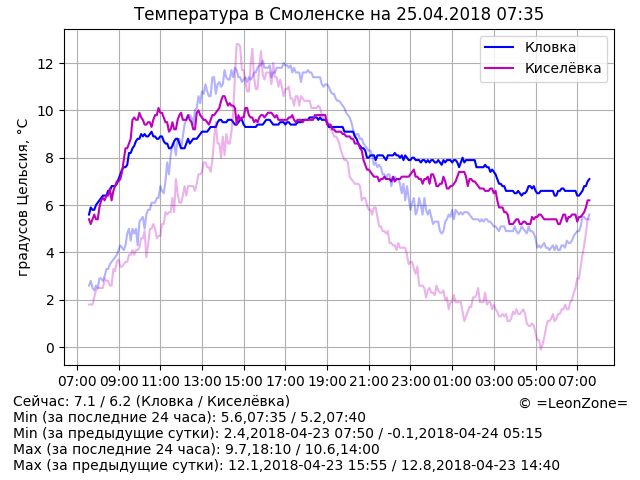 Температура в Смоленске на 25.04.2018 07:35
Кловка
Киселёвка
градусов Цельсия, °C
12
10
8
6
4
2
0
07:00 09:00 11:00 13:00 15:00 17:00 19:00 21:00 23:00 01:00 03:00 05:00 07:00
Сейчас: 7.1 / 6.2 (Кловка / Киселёвка)
© =LeonZone=
Min (за последние 24 часа): 5.6,07:35 / 5.2,07:40
Min (за предыдущие сутки): 2.4,2018-04-23 07:50 / -0.1,2018-04-24 05:15
Max (за последние 24 часа): 9.7,18:10 / 10.6,14:00
Max (за предыдущие сутки): 12.1,2018-04-23 15:55 / 12.8,2018-04-23 14:40